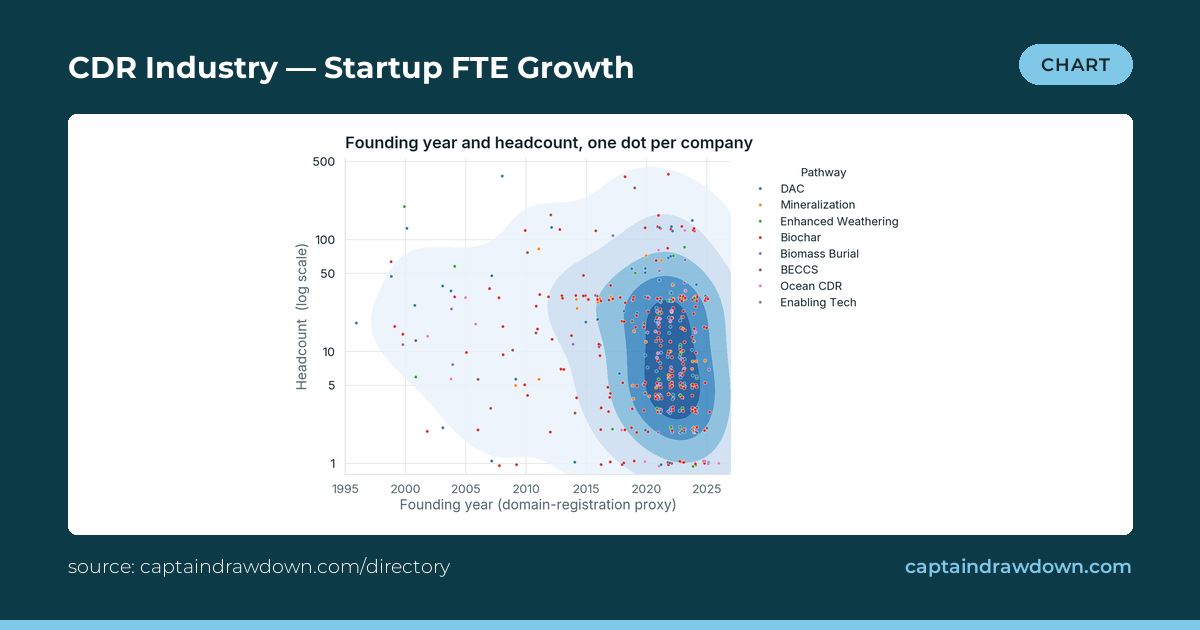 CDR Industry — Startup FTE Growth
CHART
Founding year and headcount, one dot per company
500
100
50
10
5
1
Headcount (log scale)
1995 2000 2005 2010 2015 2020 2025
Founding year (domain-registration proxy)
Pathway
DAC
Mineralization
Enhanced Weathering
Biochar
Biomass Burial
BECCS
Ocean CDR
Enabling Tech
source: captaindrawdown.com/directory
captaindrawdown.com